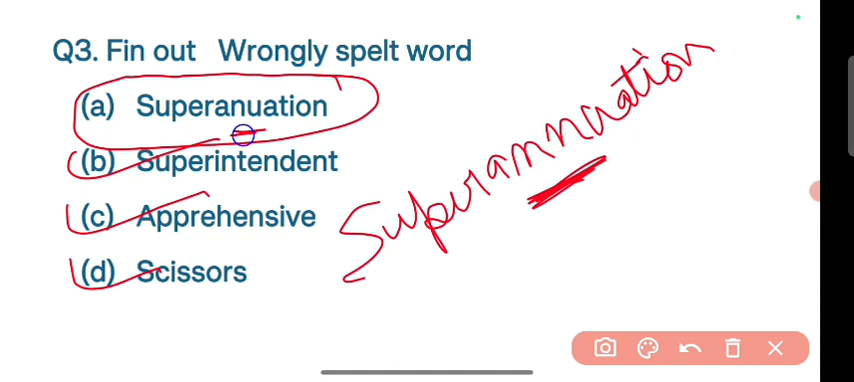 Q3. Fin out Wrongly spelt word
(a) Superanuation
(b) Superintendent
(c) Apprehensive
(d) Scissors
Superannuation